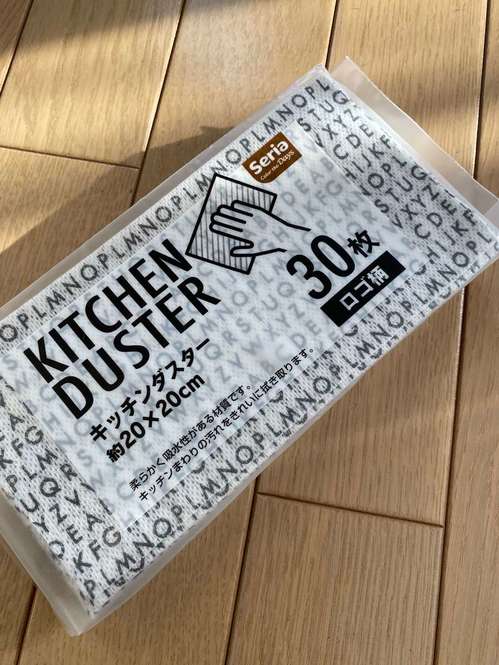 Seria
Color the Days
KITCHEN
DUSTER
30枚
ロゴ柄
キッチンダスター
約20×20cm
柔らかく吸水性がある材質です。
キッチンまわりの汚れをきれいに拭き取ります。